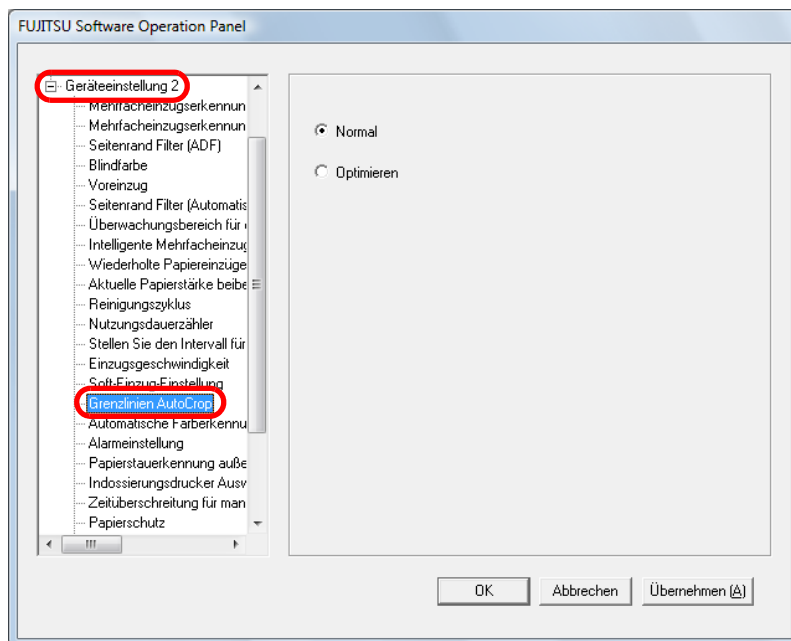 FUJITSU Software Operation Panel
Geräteeinstellung 2
Mehrfacheinzugserkennun
Mehrfacheinzugserkennun
Seitenrand Filter (ADF)
Blindfarbe
Voreinzug
Seitenrand Filter (Automatis
Überwachungsbereich für
Intelligente Mehrfacheinzug
Wiederholte Papiereinzüge
Aktuelle Papierstärke beibe
Reinigungszyklus
Nutzungsdauerzähler
Stellen Sie den Intervall für
Einzugsgeschwindigkeit
Soft-Einzug-Einstellung
Grenzlinien AutoCrop
Automatische Farberkennu
Alarmeinstellung
Papierstauerkennung auße
Indossierungsdrucker Ausw
Zeitüberschreitung für man
Papierschutz
Normal
Optimieren
OK
Abbrechen
Übernehmen (A)